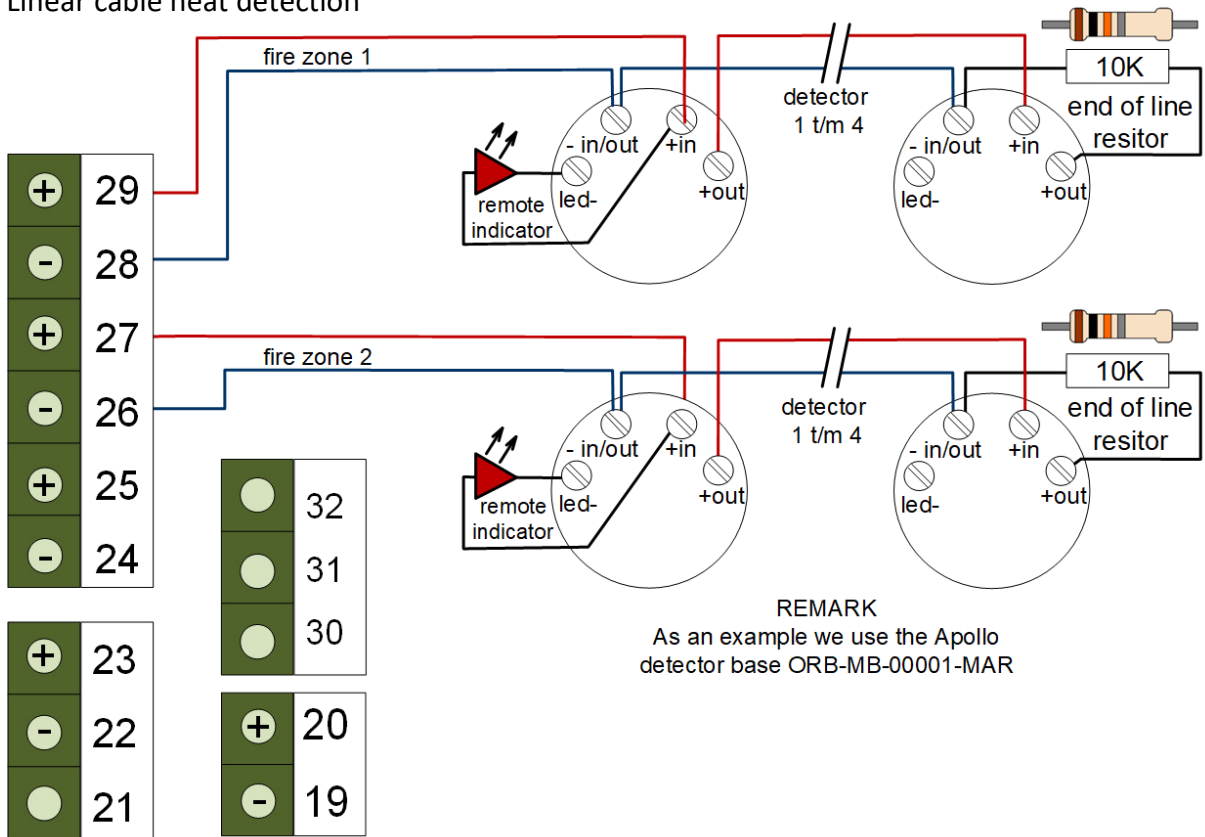 Linear cable heat detection
fire zone 1
29
+
28
-
27
+
26
-
25
+
24
-
- in/out
+in
+out
led-
remote
indicator
detector
1 t/m 4
- in/out
+in
+out
led-
10K
end of line
resitor
fire zone 2
- in/out
+in
+out
led-
remote
indicator
detector
1 t/m 4
- in/out
+in
+out
led-
10K
end of line
resitor
32
31
30
+
23
-
22
21
+
20
-
19
REMARK
As an example we use the Apollo
detector base ORB-MB-00001-MAR